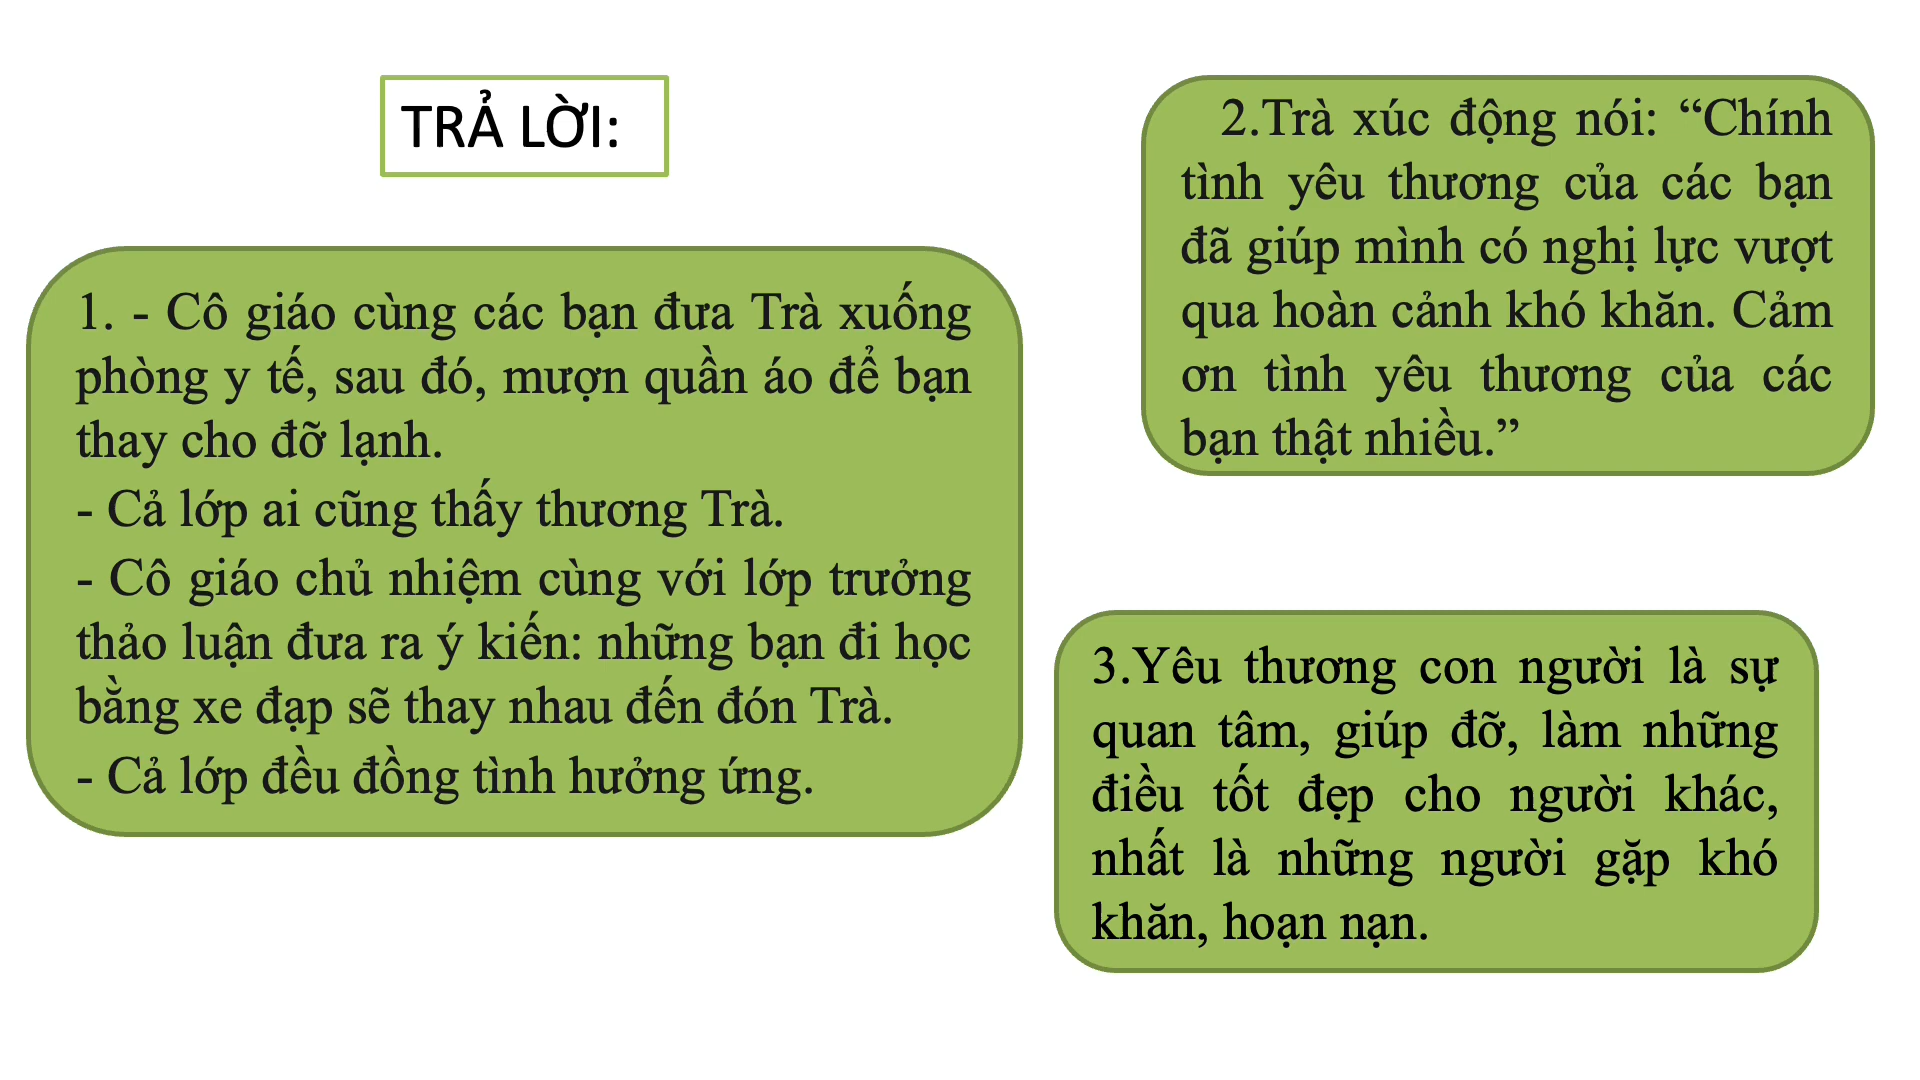 TRẢ LỜI:
1. - Cô giáo cùng các bạn đưa Trà xuống
phòng y tế, sau đó, mượn quần áo để bạn
thay cho đỡ lạnh.
- Cả lớp ai cũng thấy thương Trà.
- Cô giáo chủ nhiệm cùng với lớp trưởng
thảo luận đưa ra ý kiến: những bạn đi học
bằng xe đạp sẽ thay nhau đến đón Trà.
- Cả lớp đều đồng tình hưởng ứng.
2.Trà xúc động nói: “Chính
tình yêu thương của các bạn
đã giúp mình có nghị lực vượt
qua hoàn cảnh khó khăn. Cảm
ơn tình yêu thương của các
bạn thật nhiều.”
3.Yêu thương con người là sự
quan tâm, giúp đỡ, làm những
điều tốt đẹp cho người khác,
nhất là những người gặp khó
khăn, hoạn nạn.